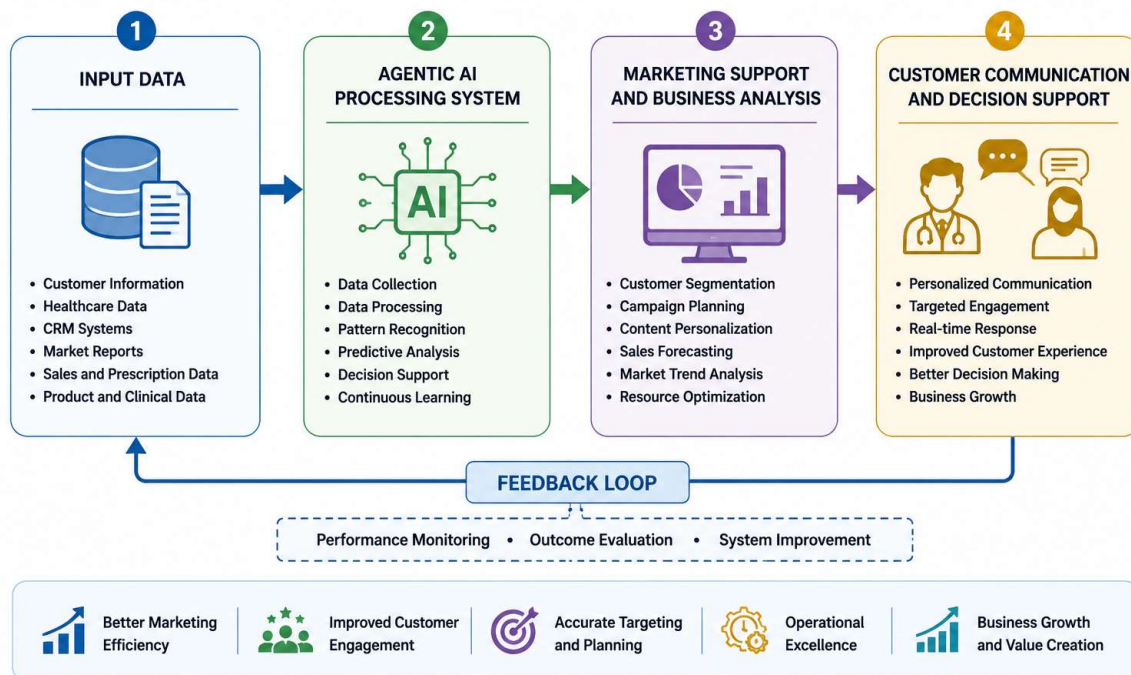 1
INPUT DATA
• Customer Information
• Healthcare Data
• CRM Systems
• Market Reports
• Sales and Prescription Data
• Product and Clinical Data
2
AGENTIC AI
PROCESSING SYSTEM
AI
• Data Collection
• Data Processing
• Pattern Recognition
• Predictive Analysis
• Decision Support
• Continuous Learning
3
MARKETING SUPPORT
AND BUSINESS ANALYSIS
• Customer Segmentation
• Campaign Planning
• Content Personalization
• Sales Forecasting
• Market Trend Analysis
• Resource Optimization
4
CUSTOMER COMMUNICATION
AND DECISION SUPPORT
• Personalized Communication
• Targeted Engagement
• Real-time Response
• Improved Customer Experience
• Better Decision Making
• Business Growth
FEEDBACK LOOP
Performance Monitoring • Outcome Evaluation • System Improvement
Better Marketing
Efficiency
Improved Customer
Engagement
Accurate Targeting
and Planning
Operational
Excellence
Business Growth
and Value Creation